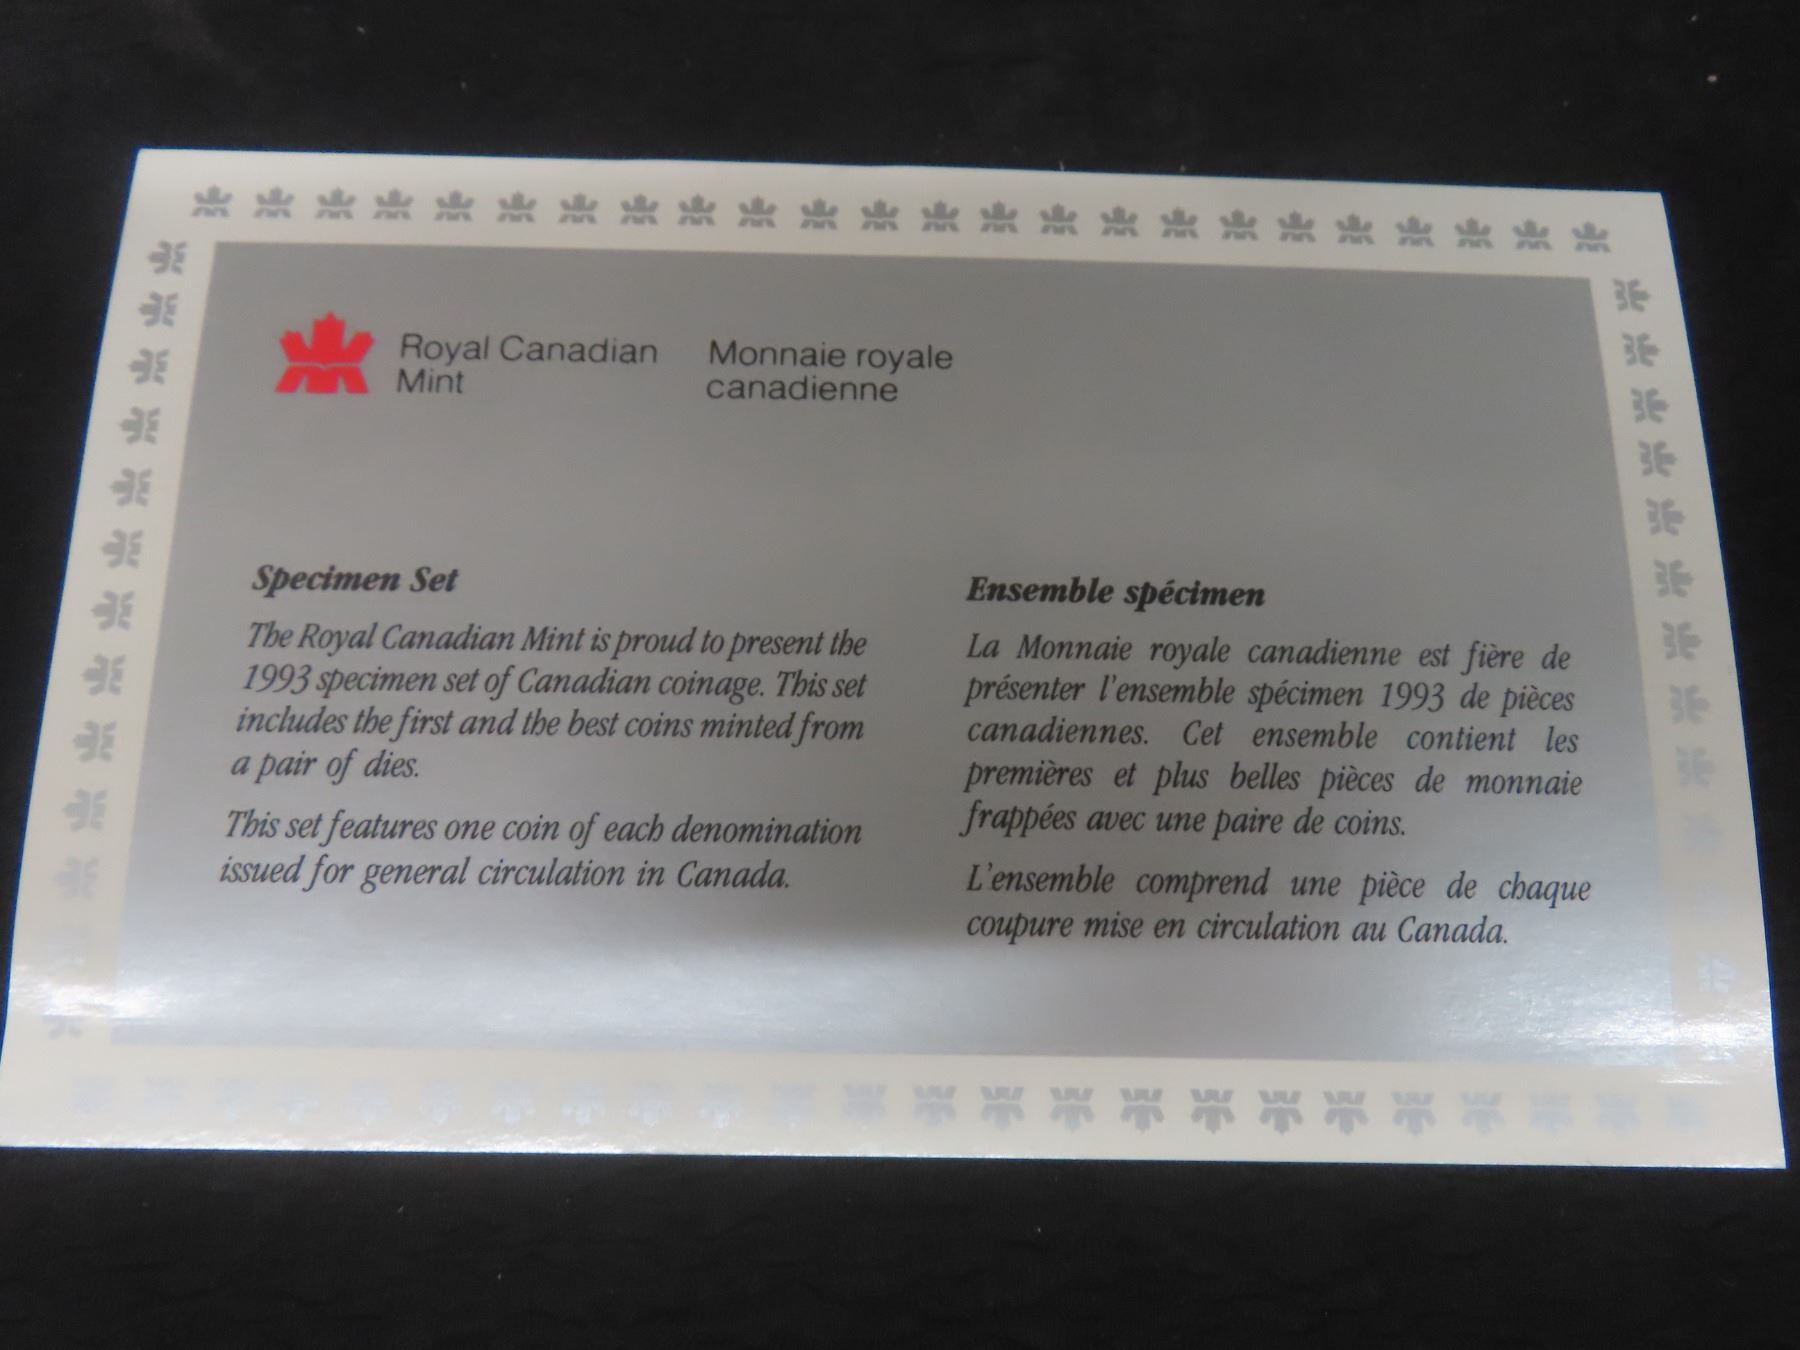 Royal Canadian
Mint
Monnaie royale
canadienne
Specimen Set
The Royal Canadian Mint is proud to present the
1993 specimen set of Canadian coinage. This set
includes the first and the best coins minted from
a pair of dies.
This set features one coin of each denomination
issued for general circulation in Canada.
Ensemble spécimen
La Monnaie royale canadienne est fière de
présenter l'ensemble spécimen 1993 de pièces
canadiennes. Cet ensemble contient les
premières et plus belles pièces de monnaie
frappées avec une paire de coins.
L'ensemble comprend une pièce de chaque
coupure mise en circulation au Canada.